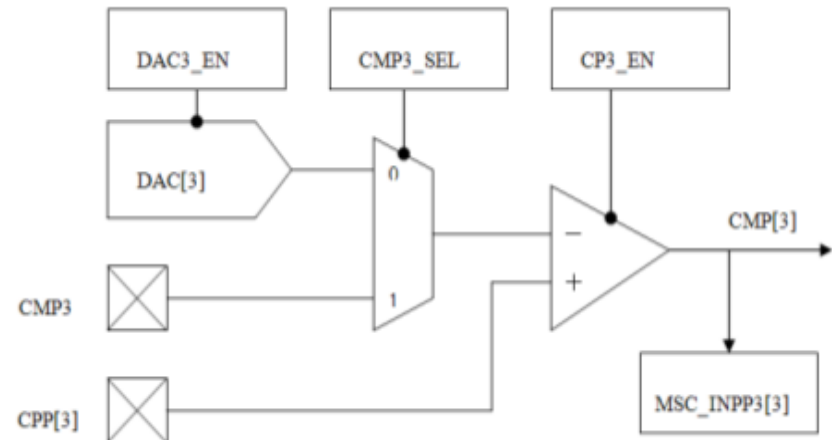 DAC3_EN
CMP3_SEL
CP3_EN
DAC[3]
0
CMP[3]
−
+
CMP3
1
MSC_INPP3[3]
CPP[3]